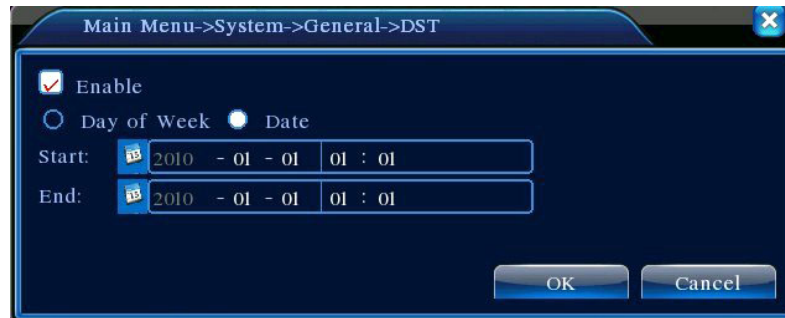 Main Menu->System->General->DST
Enable
Day of Week Date
Start: 2010 - 01 - 01 01 : 01
End: 2010 - 01 - 01 01 : 01
OK Cancel